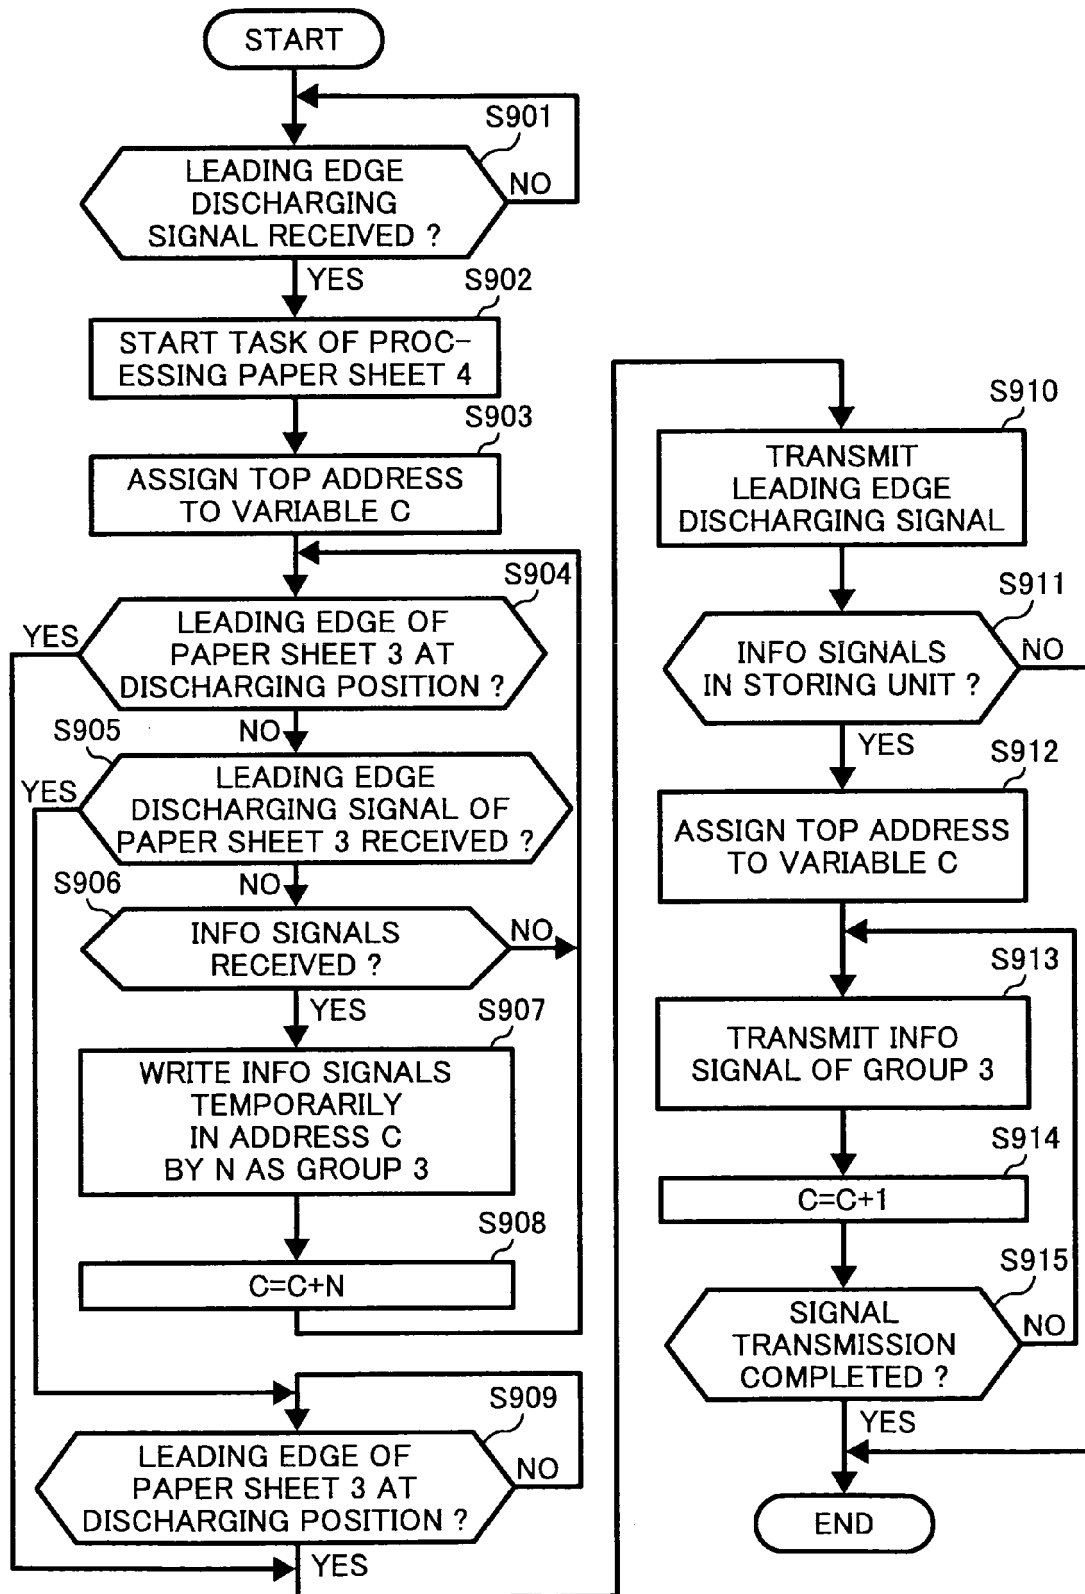 START
S901
LEADING EDGE
DISCHARGING
SIGNAL RECEIVED ?
NO
YES
S902
START TASK OF PROC-
ESSING PAPER SHEET 4
S903
ASSIGN TOP ADDRESS
TO VARIABLE C
S904
YES
LEADING EDGE OF
PAPER SHEET 3 AT
DISCHARGING POSITION ?
NO
S905
YES
LEADING EDGE
DISCHARGING SIGNAL OF
PAPER SHEET 3 RECEIVED ?
NO
S906
INFO SIGNALS
RECEIVED ?
NO
YES
S907
WRITE INFO SIGNALS
TEMPORARILY
IN ADDRESS C
BY N AS GROUP 3
S908
C=C+N
S909
LEADING EDGE OF
PAPER SHEET 3 AT
DISCHARGING POSITION ?
NO
YES
S910
TRANSMIT
LEADING EDGE
DISCHARGING SIGNAL
S911
INFO SIGNALS
IN STORING UNIT ?
NO
YES
S912
ASSIGN TOP ADDRESS
TO VARIABLE C
S913
TRANSMIT INFO
SIGNAL OF GROUP 3
S914
C=C+1
S915
SIGNAL
TRANSMISSION
COMPLETED ?
NO
YES
END